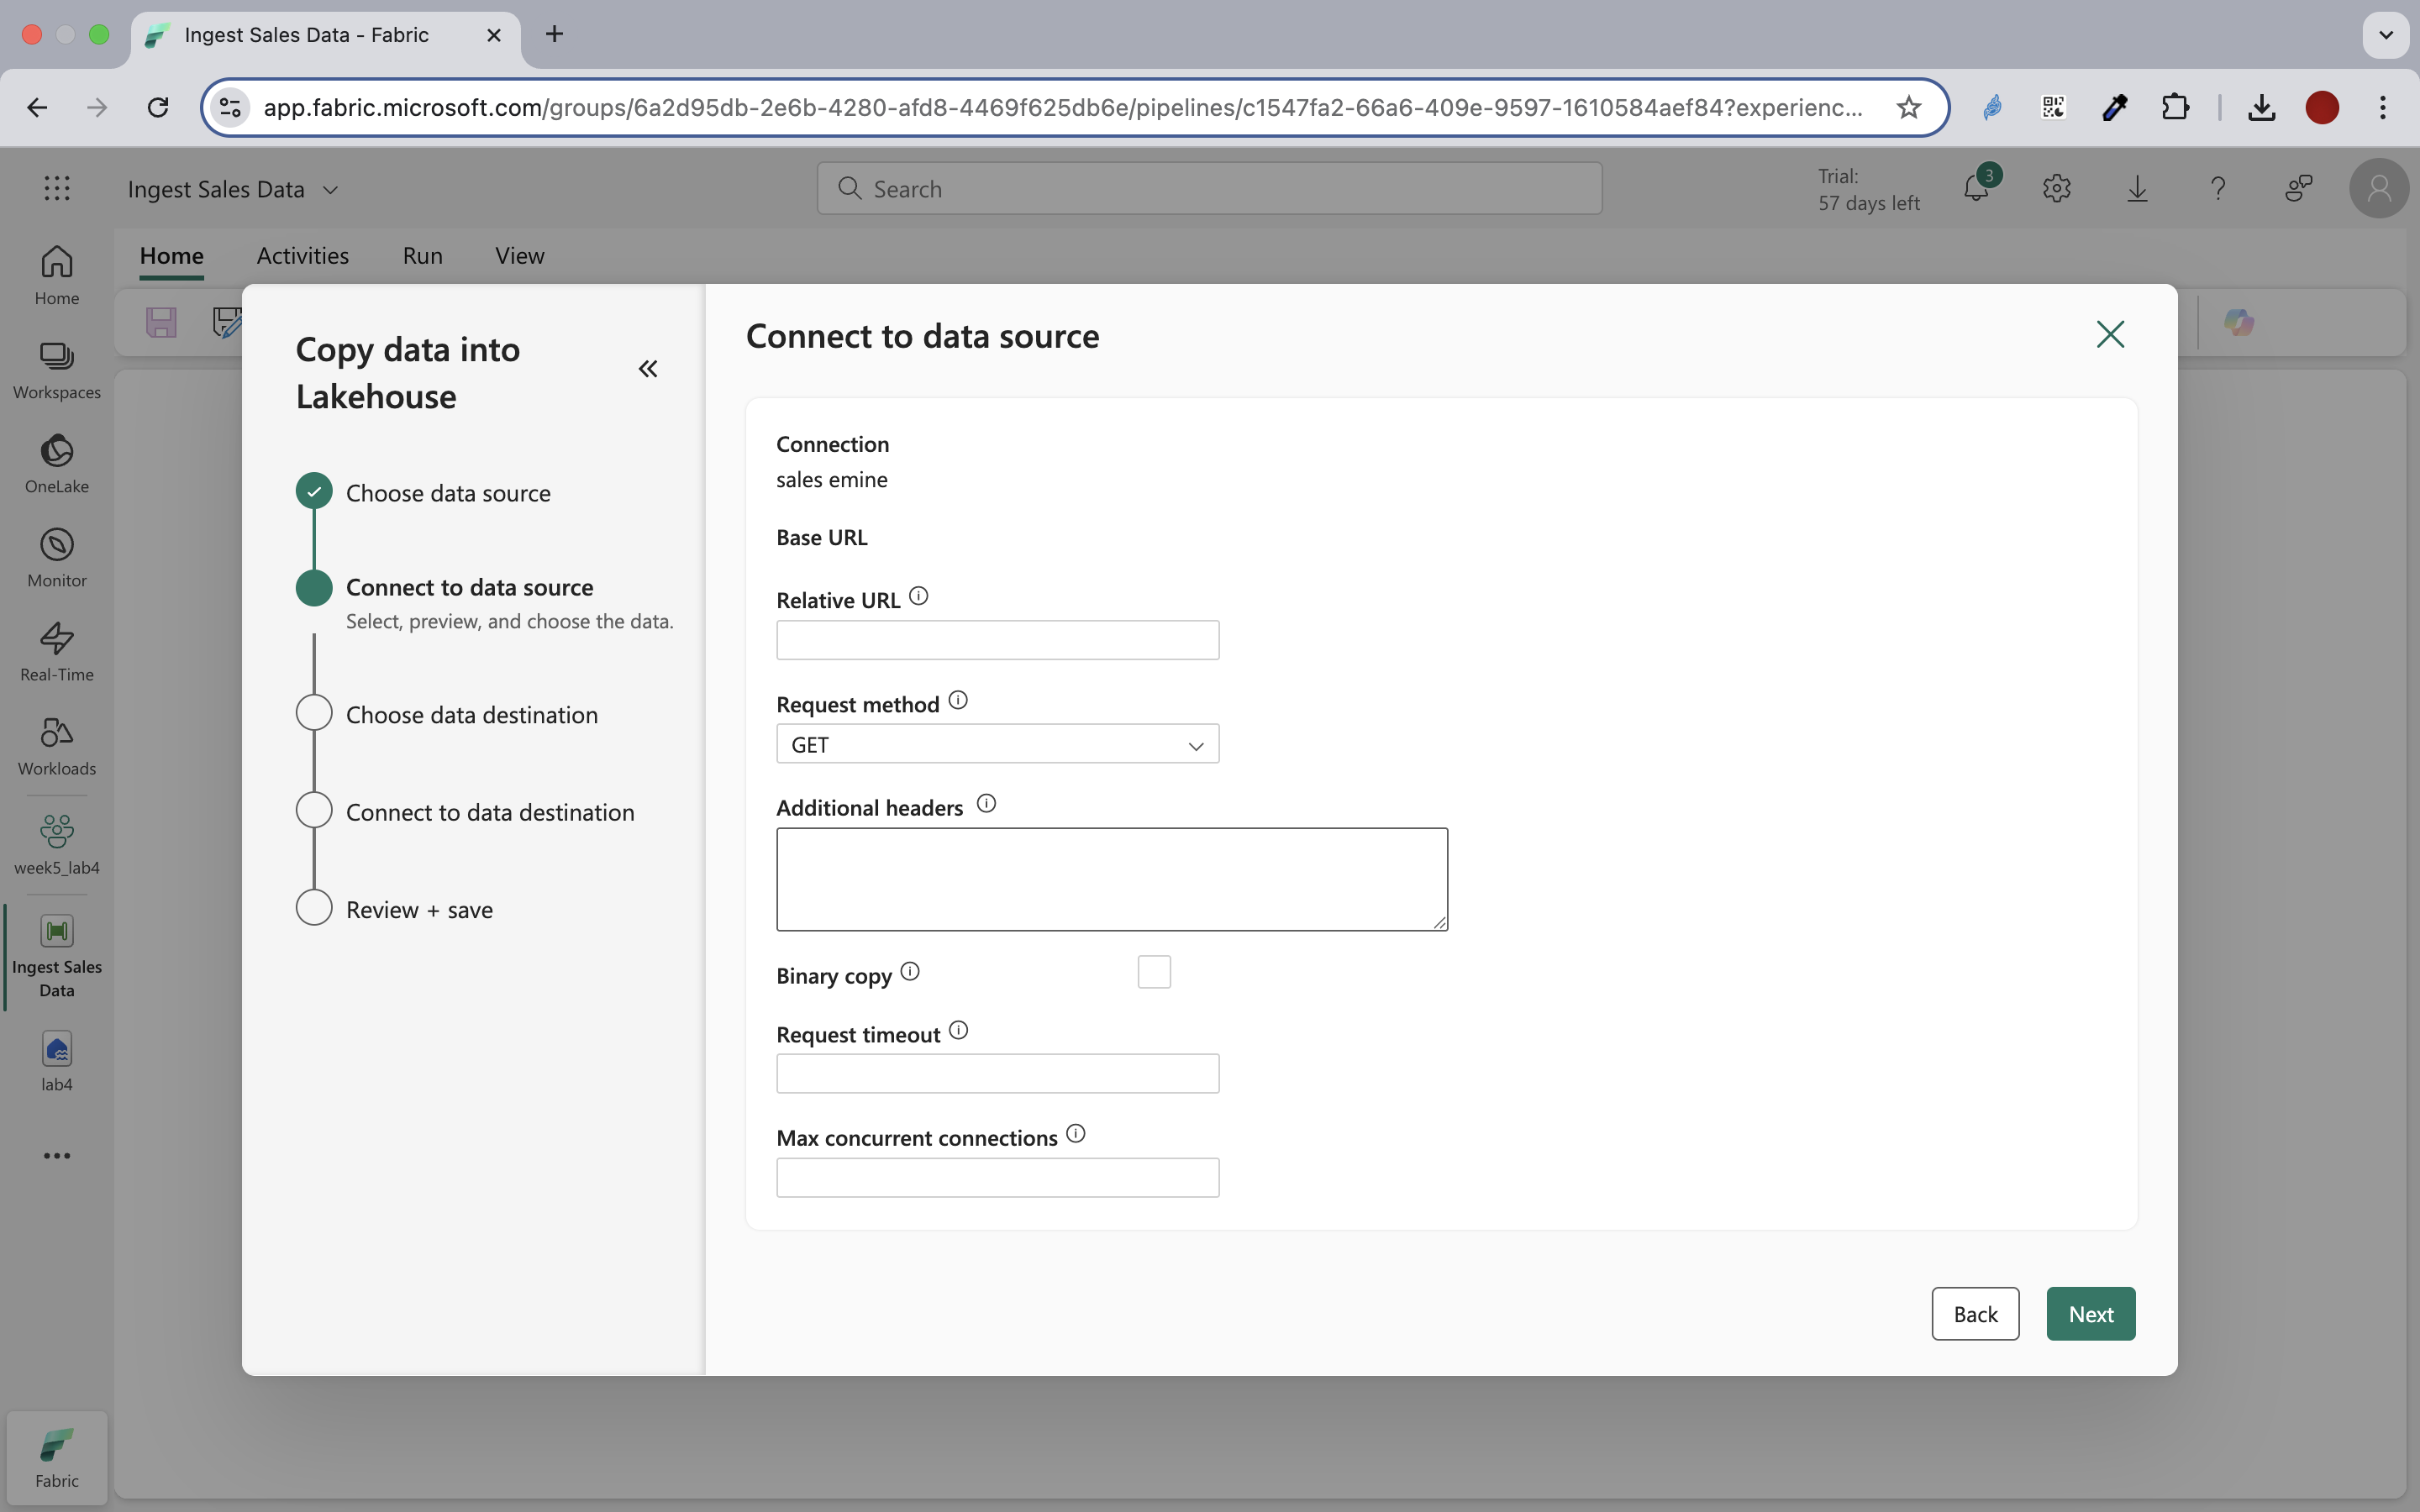 Ingest Sales Data - Fabric
app.fabric.microsoft.com/groups/6a2d95db-2e6b-4280-afd8-4469f625db6e/pipelines/c1547fa2-66a6-409e-9597-1610584aef84?experienc...
Ingest Sales Data
Search
Trial:
57 days left
3
Home
Activities
Run
View
Home
Workspaces
OneLake
Monitor
Real-Time
Workloads
week5_lab4
Ingest Sales
Data
lab4
Fabric
Copy data into
Lakehouse
Choose data source
Connect to data source
Select, preview, and choose the data.
Choose data destination
Connect to data destination
Review + save
Connect to data source
Connection
sales emine
Base URL
Relative URL
Request method
GET
Additional headers
Binary copy
Request timeout
Max concurrent connections
Back
Next